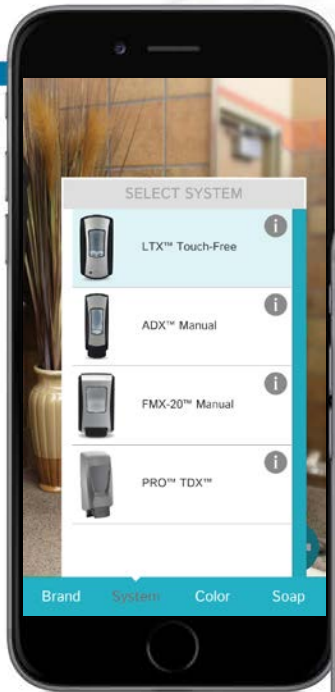 SELECT SYSTEM
LTX™ Touch-Free
i
ADX™ Manual
i
FMX-20™ Manual
i
PRO™ TDX™
i
Brand System Color Soap